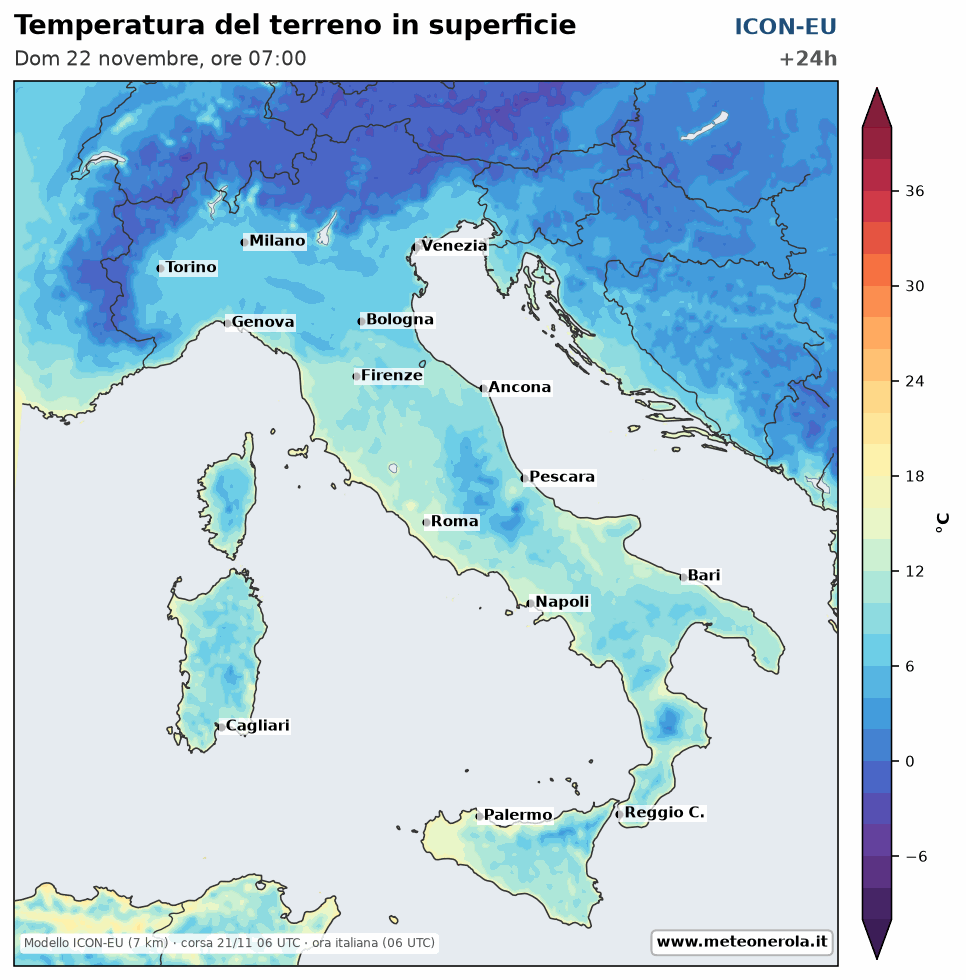 Temperatura del terreno in superficie
ICON-EU
Dom 22 novembre, ore 07:00
+24h
Milano
Venezia
Torino
Genova
Bologna
Firenze
Ancona
Pescara
Roma
Bari
Napoli
Cagliari
Palermo
Reggio C.
36
30
24
18
12
6
0
−6
°C
Modello ICON-EU (7 km) · corsa 21/11 06 UTC · ora italiana (06 UTC)
www.meteonerola.it